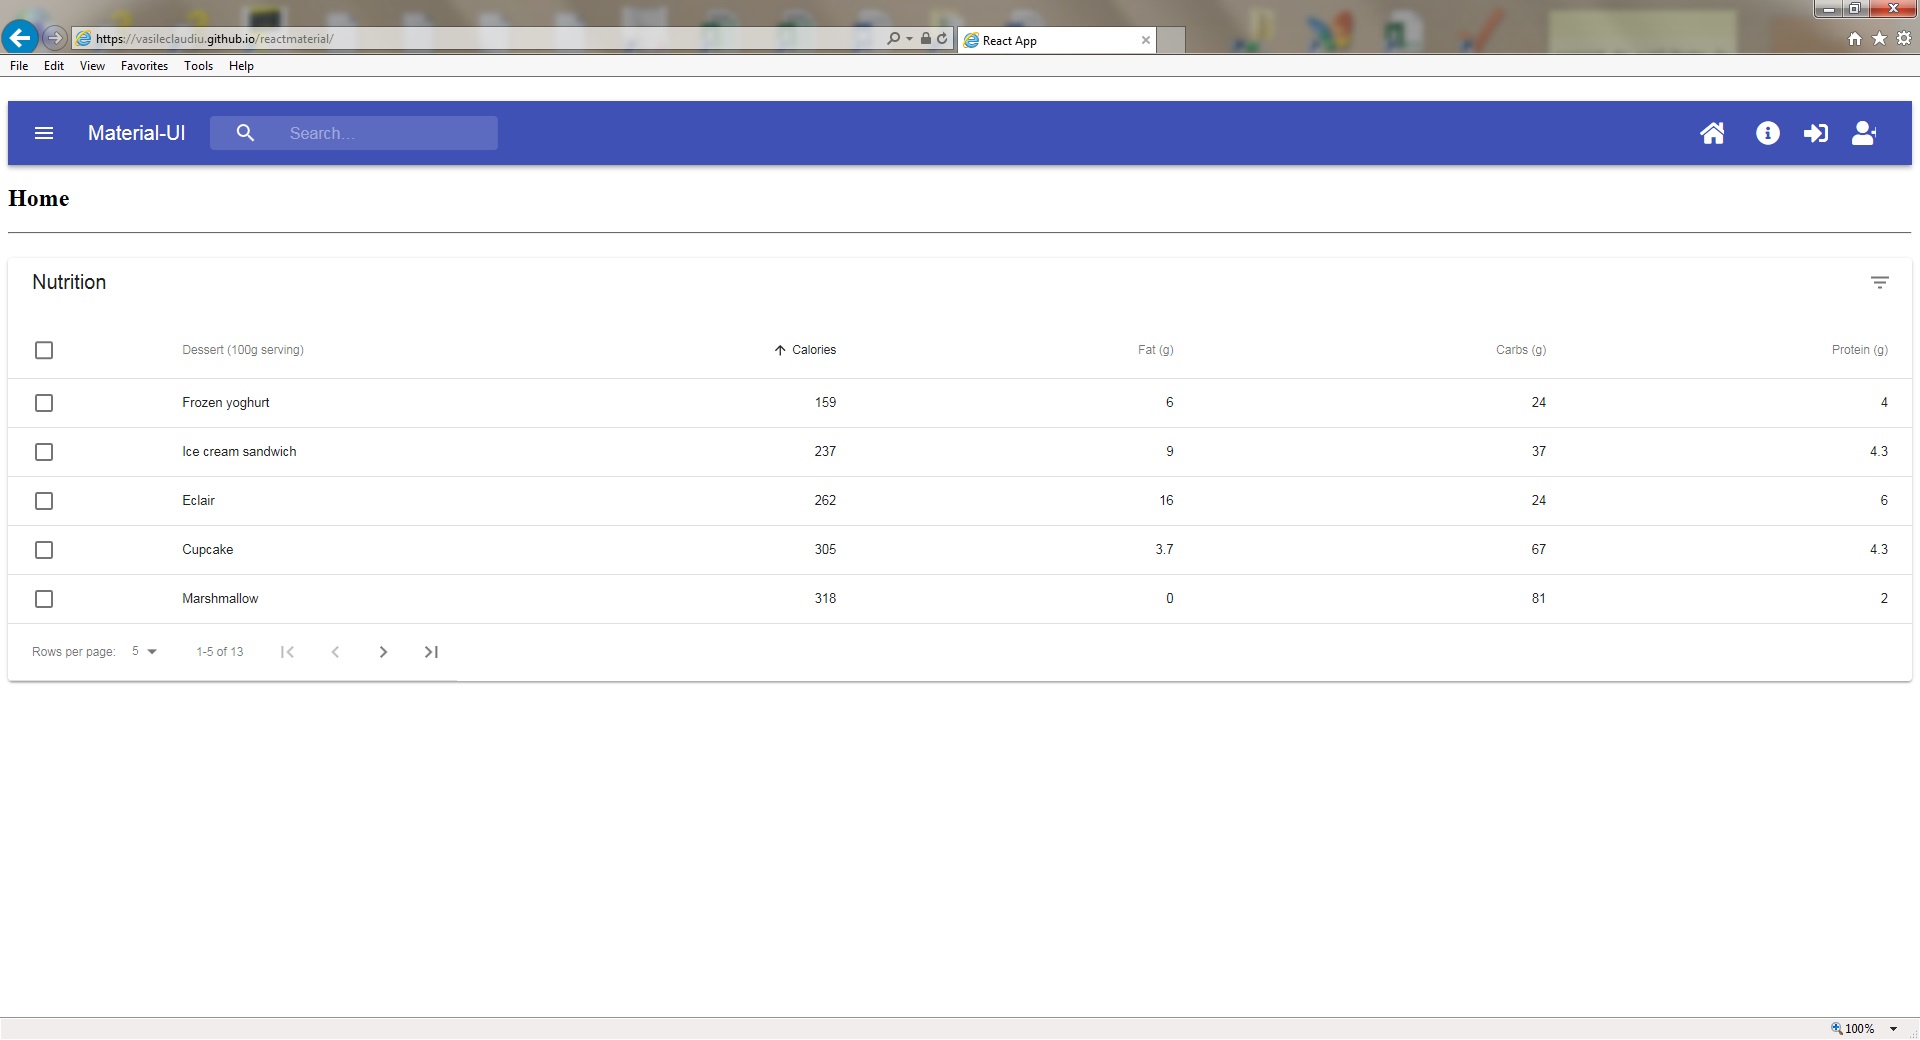 https://vasileclaudiu.github.io/reactmaterial/
React App
File Edit View Favorites Tools Help
Material-UI Search...
Home
Nutrition
Dessert (100g serving) Calories Fat (g) Carbs (g) Protein (g)
Frozen yoghurt 159 6 24 4
Ice cream sandwich 237 9 37 4.3
Eclair 262 16 24 6
Cupcake 305 3.7 67 4.3
Marshmallow 318 0 81 2
Rows per page: 5 1-5 of 13
100%